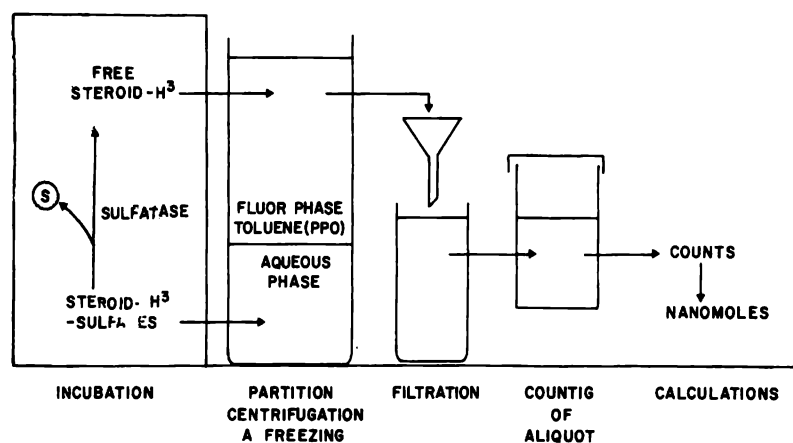 FREE
STEROID-H³
S
SULFATASE
STEROID-H³
-SULFATES
FLUOR PHASE
TOLUENE(PPO)
AQUEOUS
PHASE
COUNTS
NANOMOLES
INCUBATION
PARTITION
CENTRIFUGATION
A FREEZING
FILTRATION
COUNTIG
OF
ALIQUOT
CALCULATIONS